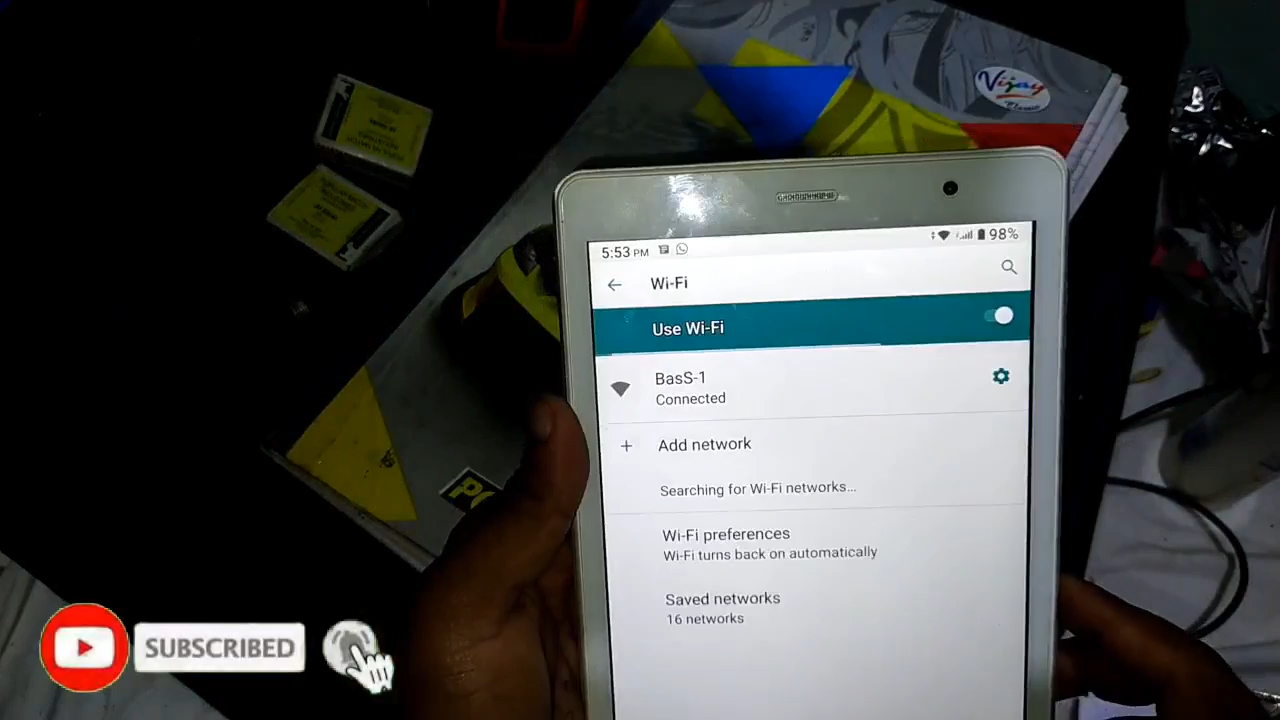 Vijay
Classic
5:53 PM
98%
Wi-Fi
Use Wi-Fi
BasS-1
Connected
Add network
Searching for Wi-Fi networks...
Wi-Fi preferences
Wi-Fi turns back on automatically
Saved networks
16 networks
SUBSCRIBED